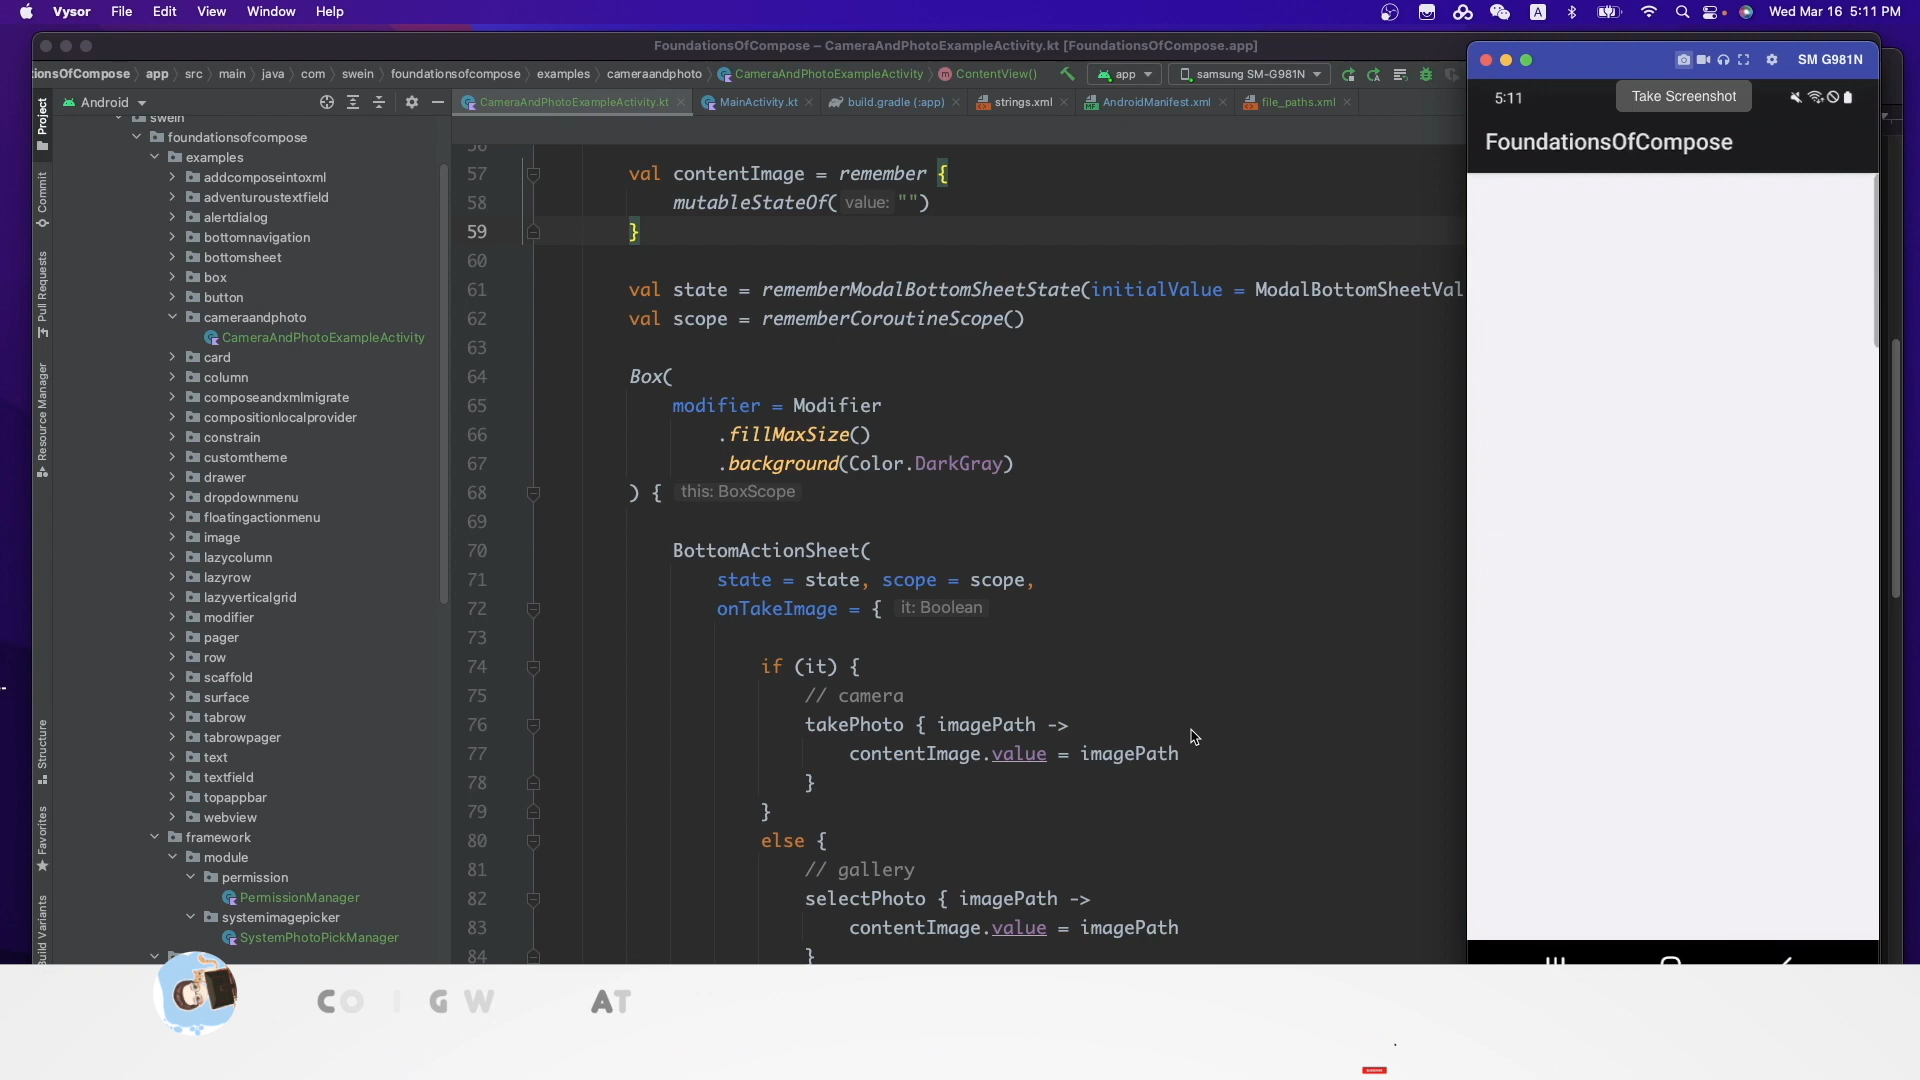 Vysor File Edit View Window Help
A
Wed Mar 16 5:11 PM
FoundationsOfCompose – CameraAndPhotoExampleActivity.kt [FoundationsOfCompose.app]
ionsOfCompose app src main java com swein foundationsofcompose examples cameraandphoto CameraAndPhotoExampleActivity ContentView() app samsung SM-G981N
Android
CameraAndPhotoExampleActivity.kt MainActivity.kt build.gradle (:app) strings.xml AndroidManifest.xml file_paths.xml
Project
Commit
Pull Requests
Resource Manager
Structure
Favorites
Build Variants
swein
foundationsofcompose
examples
addcomposeintoxml
adventuroustextfield
alertdialog
bottomnavigation
bottomsheet
box
button
cameraandphoto
CameraAndPhotoExampleActivity
card
column
composeandxmlmigrate
compositionlocalprovider
constrain
customtheme
drawer
dropdownmenu
floatingactionmenu
image
lazycolumn
lazyrow
lazyverticalgrid
modifier
pager
row
scaffold
surface
tabrow
tabrowpager
text
textfield
topappbar
webview
framework
module
permission
PermissionManager
systemimagepicker
SystemPhotoPickManager
56
57 val contentImage = remember {
58 mutableStateOf( value: "")
59 }
60
61 val state = rememberModalBottomSheetState(initialValue = ModalBottomSheetVal
62 val scope = rememberCoroutineScope()
63
64 Box(
65 modifier = Modifier
66 .fillMaxSize()
67 .background(Color.DarkGray)
68 ) { this: BoxScope
69
70 BottomActionSheet(
71 state = state, scope = scope,
72 onTakeImage = { it: Boolean
73
74 if (it) {
75 // camera
76 takePhoto { imagePath ->
77 contentImage.value = imagePath
78 }
79 }
80 else {
81 // gallery
82 selectPhoto { imagePath ->
83 contentImage.value = imagePath
84 }
SM G981N
5:11
Take Screenshot
FoundationsOfCompose
CO I G W AT